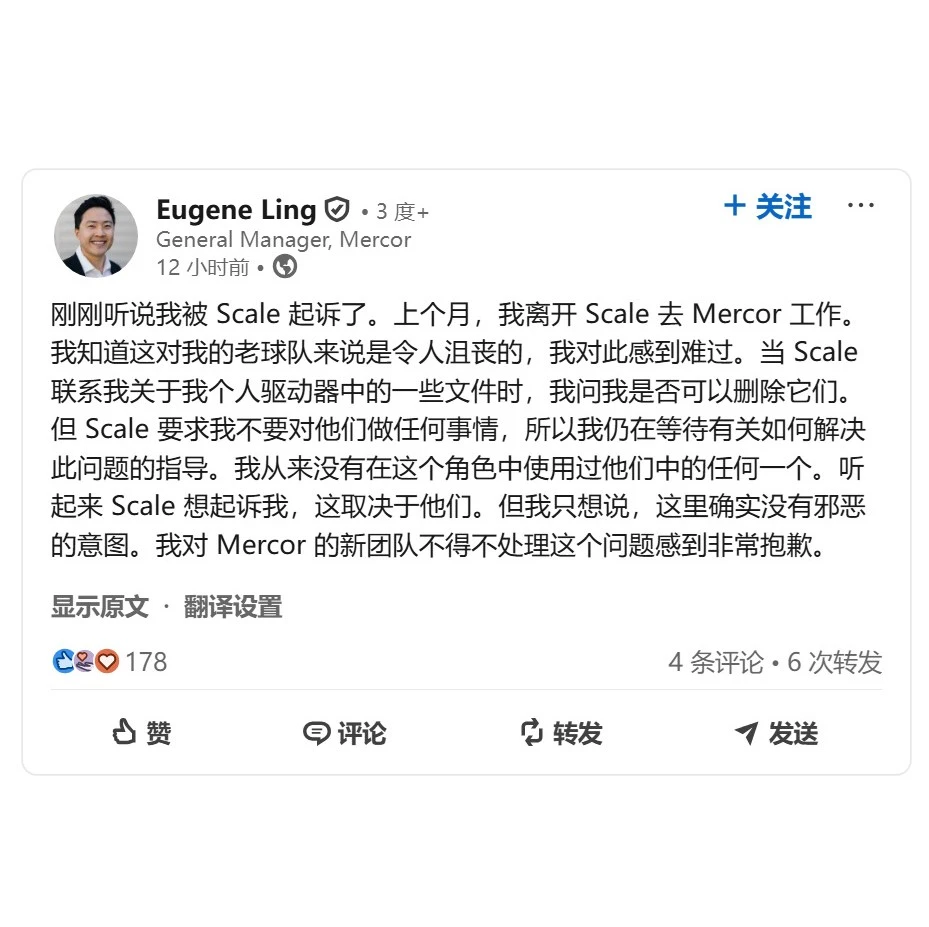 Eugene Ling • 3 度+
+ 关注 ...
General Manager, Mercor
12 小时前 •
刚刚听说我被 Scale 起诉了。上个月，我离开 Scale 去 Mercor 工作。
我知道这对我的老球队来说是令人沮丧的，我对此感到难过。当 Scale
联系我关于我个人驱动器中的一些文件时，我问我是否可以删除它们。
但 Scale 要求我不要对他们做任何事情，所以我仍在等待有关如何解决
此问题的指导。我从来没有在这个角色中使用过他们中的任何一个。听
起来 Scale 想起诉我，这取决于他们。但我只想说，这里确实没有邪恶
的意图。我对 Mercor 的新团队不得不处理这个问题感到非常抱歉。
显示原文 · 翻译设置
178
4 条评论 • 6 次转发
赞 评论 转发 发送